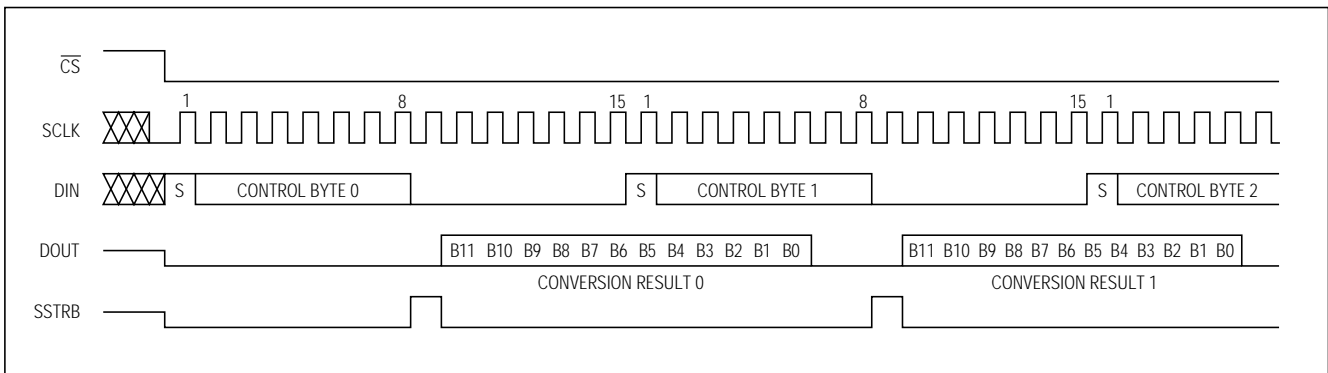 CS
1 8 15 1 8 15 1
SCLK
DIN S CONTROL BYTE 0 S CONTROL BYTE 1 S CONTROL BYTE 2
DOUT B11 B10 B9 B8 B7 B6 B5 B4 B3 B2 B1 B0 B11 B10 B9 B8 B7 B6 B5 B4 B3 B2 B1 B0
CONVERSION RESULT 0 CONVERSION RESULT 1
SSTRB